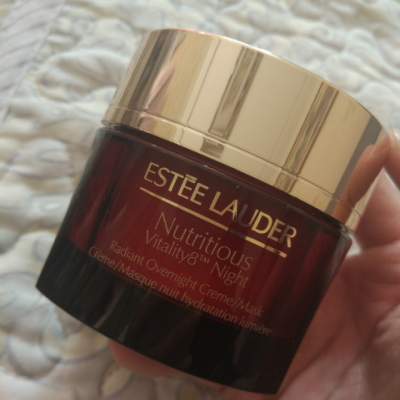 ESTĒE LAUDER
Nutritious
Vitality8™ Night
Radiant Overnight Creme/Mask
Crème/Masque nuit hydratation lumière